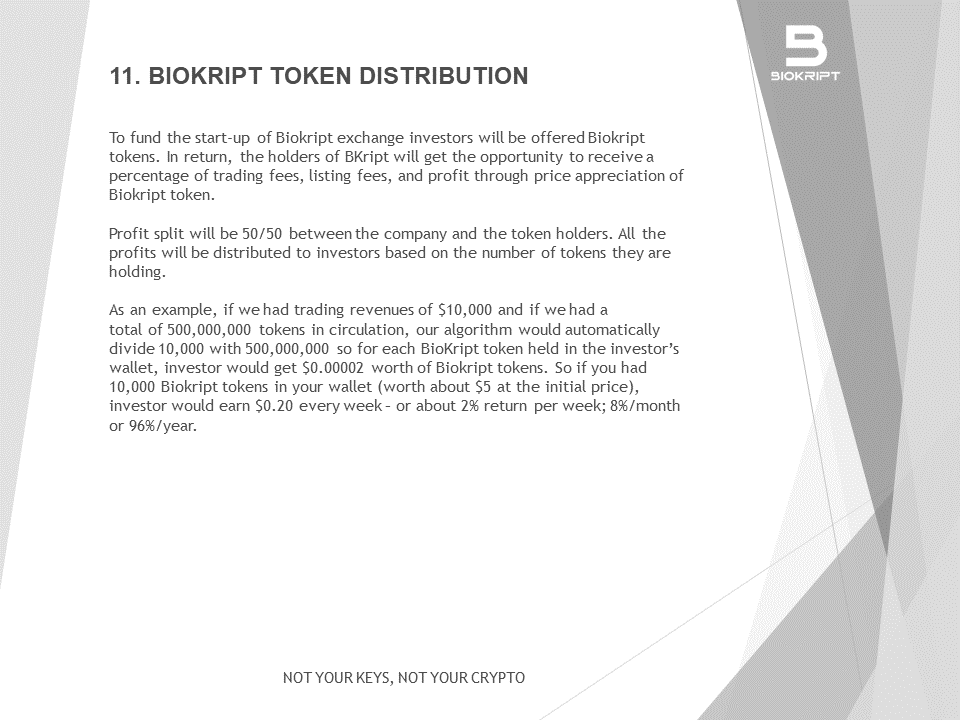 BIOKRIPT
11. BIOKRIPT TOKEN DISTRIBUTION
To fund the start-up of Biokript exchange investors will be offered Biokript
tokens. In return, the holders of BKript will get the opportunity to receive a
percentage of trading fees, listing fees, and profit through price appreciation of
Biokript token.
Profit split will be 50/50 between the company and the token holders. All the
profits will be distributed to investors based on the number of tokens they are
holding.
As an example, if we had trading revenues of $10,000 and if we had a
total of 500,000,000 tokens in circulation, our algorithm would automatically
divide 10,000 with 500,000,000 so for each BioKript token held in the investor's
wallet, investor would get $0.00002 worth of Biokript tokens. So if you had
10,000 Biokript tokens in your wallet (worth about $5 at the initial price),
investor would earn $0.20 every week – or about 2% return per week; 8%/month
or 96%/year.
NOT YOUR KEYS, NOT YOUR CRYPTO